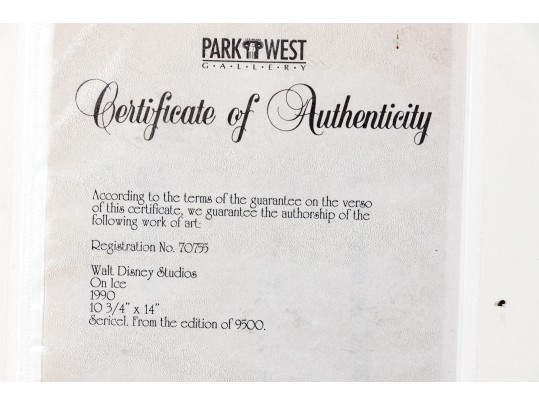 PARK WEST
G·A·L·L·E·R·Y
Certificate of Authenticity
According to the terms of the guarantee on the verso
of this certificate, we guarantee the authorship of the
following work of art:
Registration No. 70755
Walt Disney Studios
On Ice
1990
10 3/4" x 14"
Sericel. From the edition of 9500.